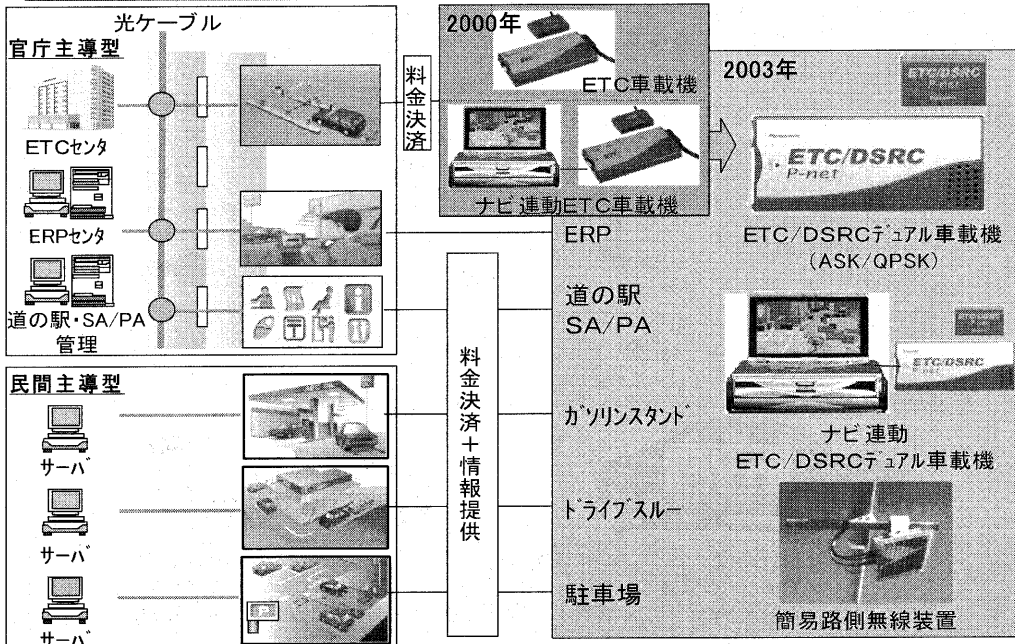 光ケーブル
官庁主導型
ETCセンタ
ERPセンタ
道の駅・SA/PA
管理
料金決済
2000年
ETC車載機
ナビ連動ETC車載機
2003年
ETC/DSRC
P-net
ETC/DSRC
P-net
ETC/DSRCデュアル車載機
(ASK/QPSK)
ERP
道の駅
SA/PA
ETC/DSRC
P-net
ナビ連動
ETC/DSRCデュアル車載機
民間主導型
サーバ
サーバ
サーバ
料金決済+情報提供
ガソリンスタンド
ドライブスルー
駐車場
P
簡易路側無線装置